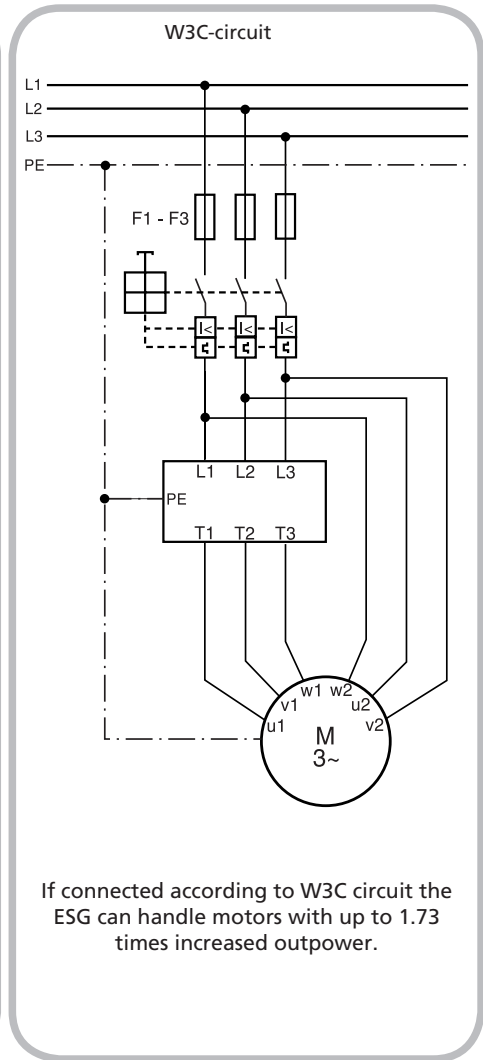 W3C-circuit
L1
L2
L3
PE
F1 - F3
I< I< I<
L1 L2 L3
PE
T1 T2 T3
u1 v1 w1 w2 u2 v2
M
3~
If connected according to W3C circuit the
ESG can handle motors with up to 1.73
times increased outpower.